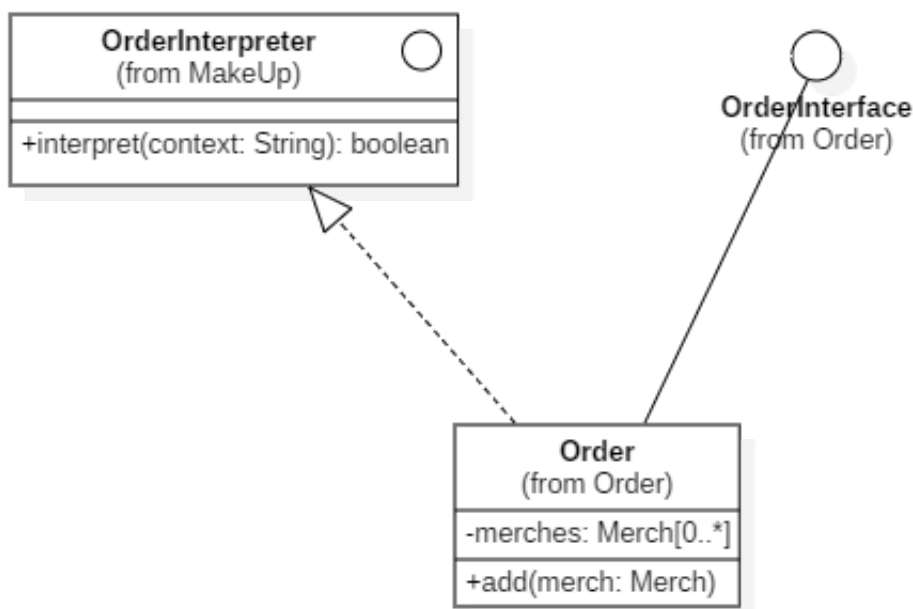 OrderInterpreter
(from MakeUp)
+interpret(context: String): boolean
OrderInterface
(from Order)
Order
(from Order)
-merches: Merch[0..*]
+add(merch: Merch)